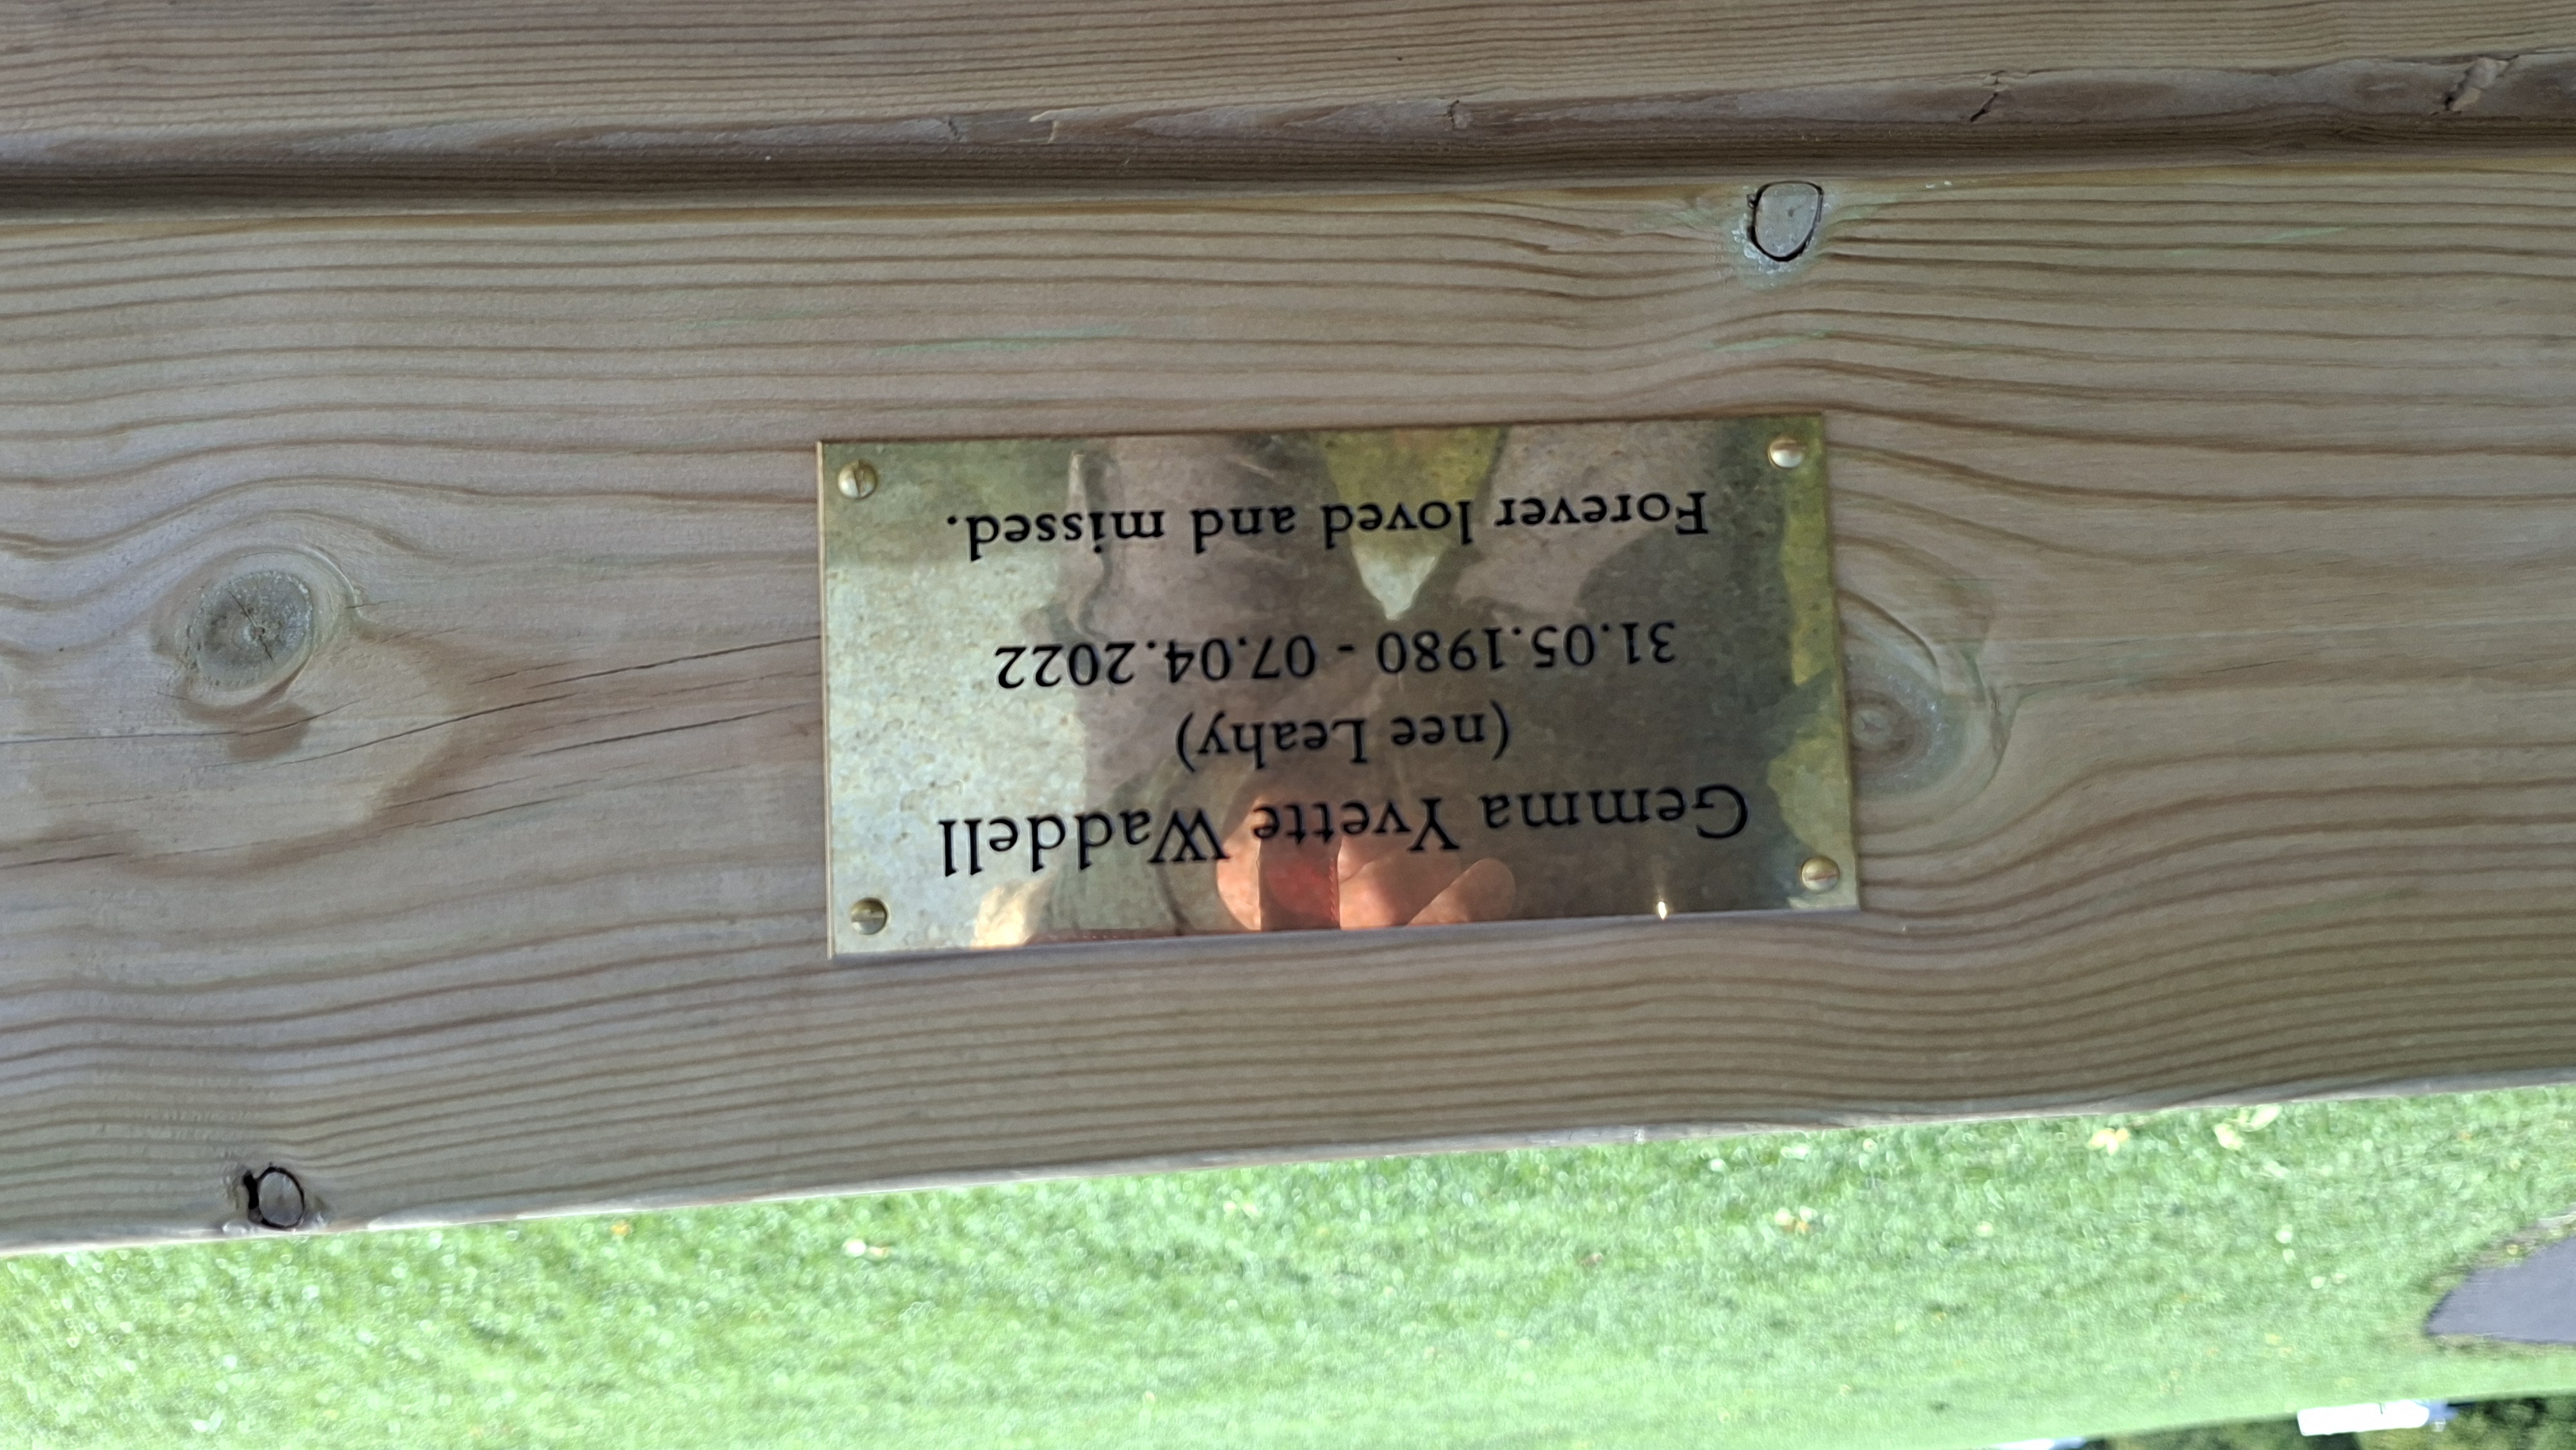 Gemma Yvette Waddell
(nee Leahy)
31.05.1980 - 07.04.2022
Forever loved and missed.